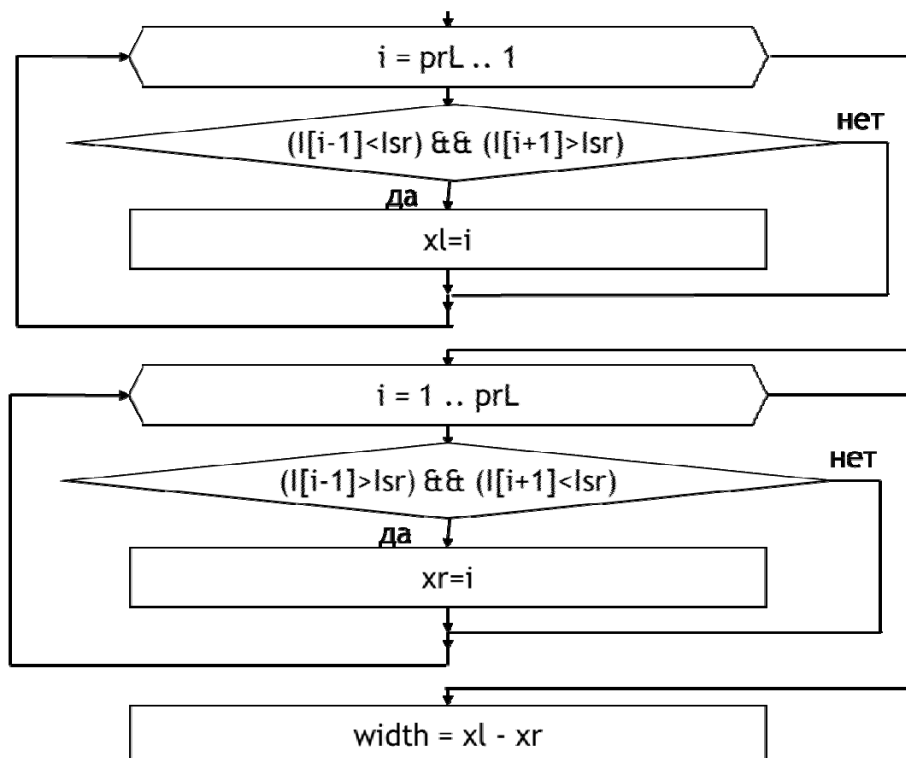 i = prL .. 1
(I[i-1]<Isr) && (I[i+1]>Isr)
нет
да
xl=i
i = 1 .. prL
(I[i-1]>Isr) && (I[i+1]<Isr)
нет
да
xr=i
width = xl - xr